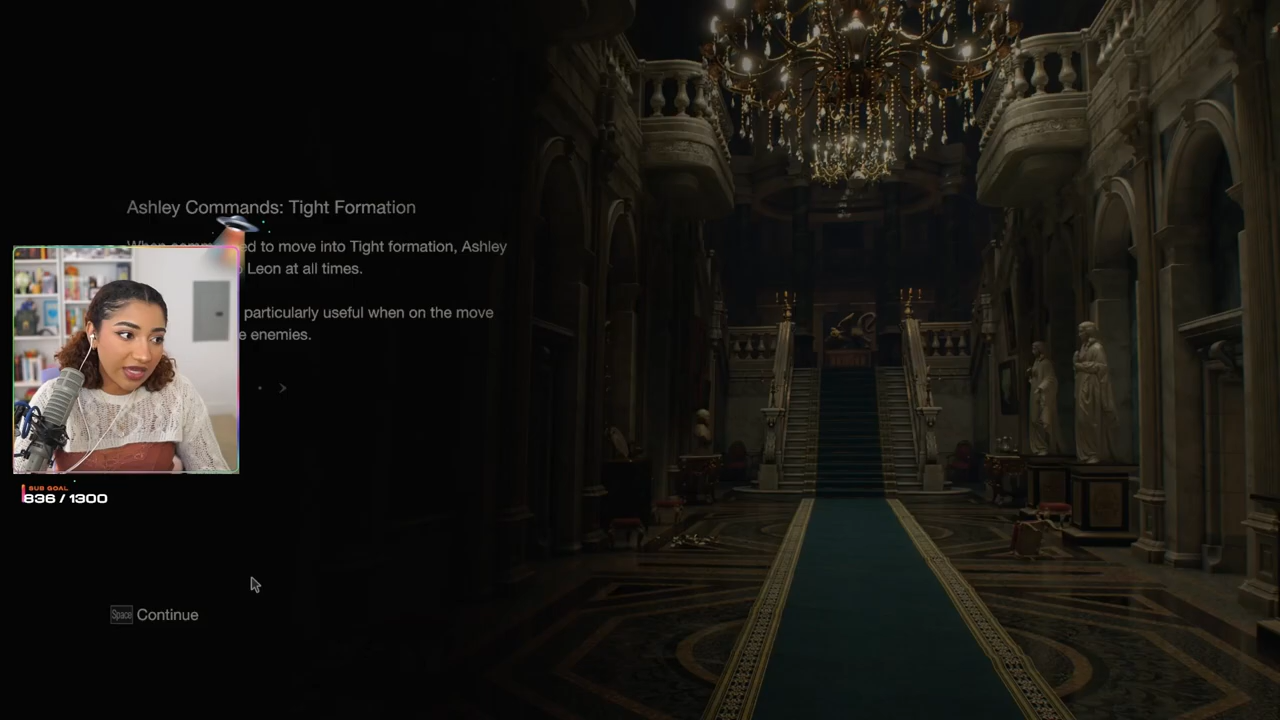 Ashley Commands: Tight Formation
When ed to move into Tight formation, Ashley
Leon at all times.
particularly useful when on the move
enemies.
SUB GOAL
836 / 1300
Space Continue